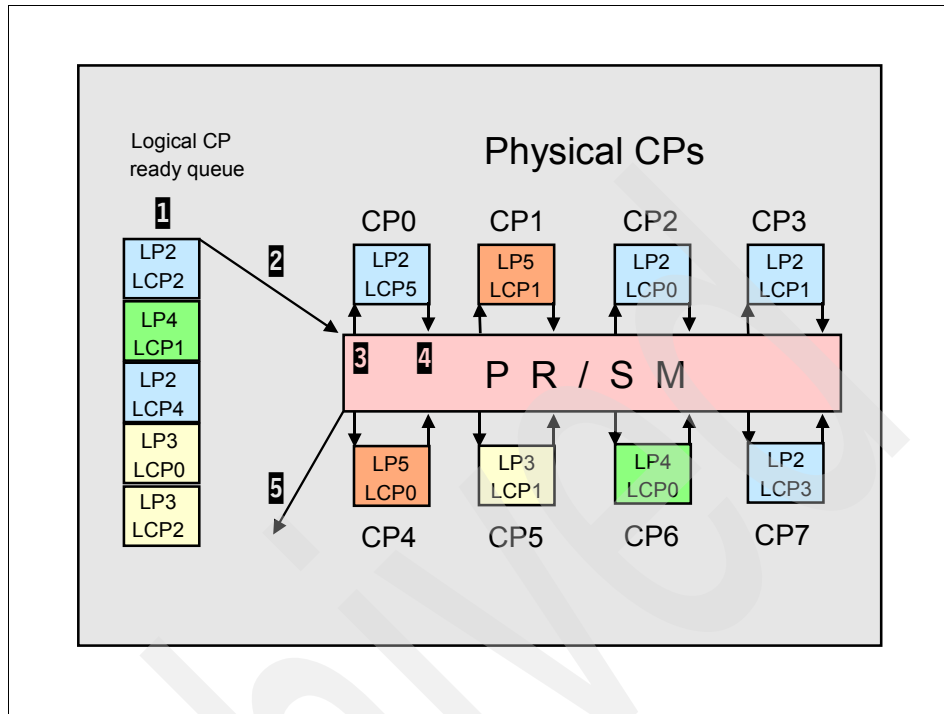 Logical CP
ready queue
Physical CPs
1
2
LP2
LCP2
LP4
LCP1
LP2
LCP4
LP3
LCP0
LP3
LCP2
CP0
CP1
CP2
CP3
LP2
LCP5
LP5
LCP1
LP2
LCP0
LP2
LCP1
3
4
P R / S M
5
LP5
LCP0
LP3
LCP1
LP4
LCP0
LP2
LCP3
CP4
CP5
CP6
CP7